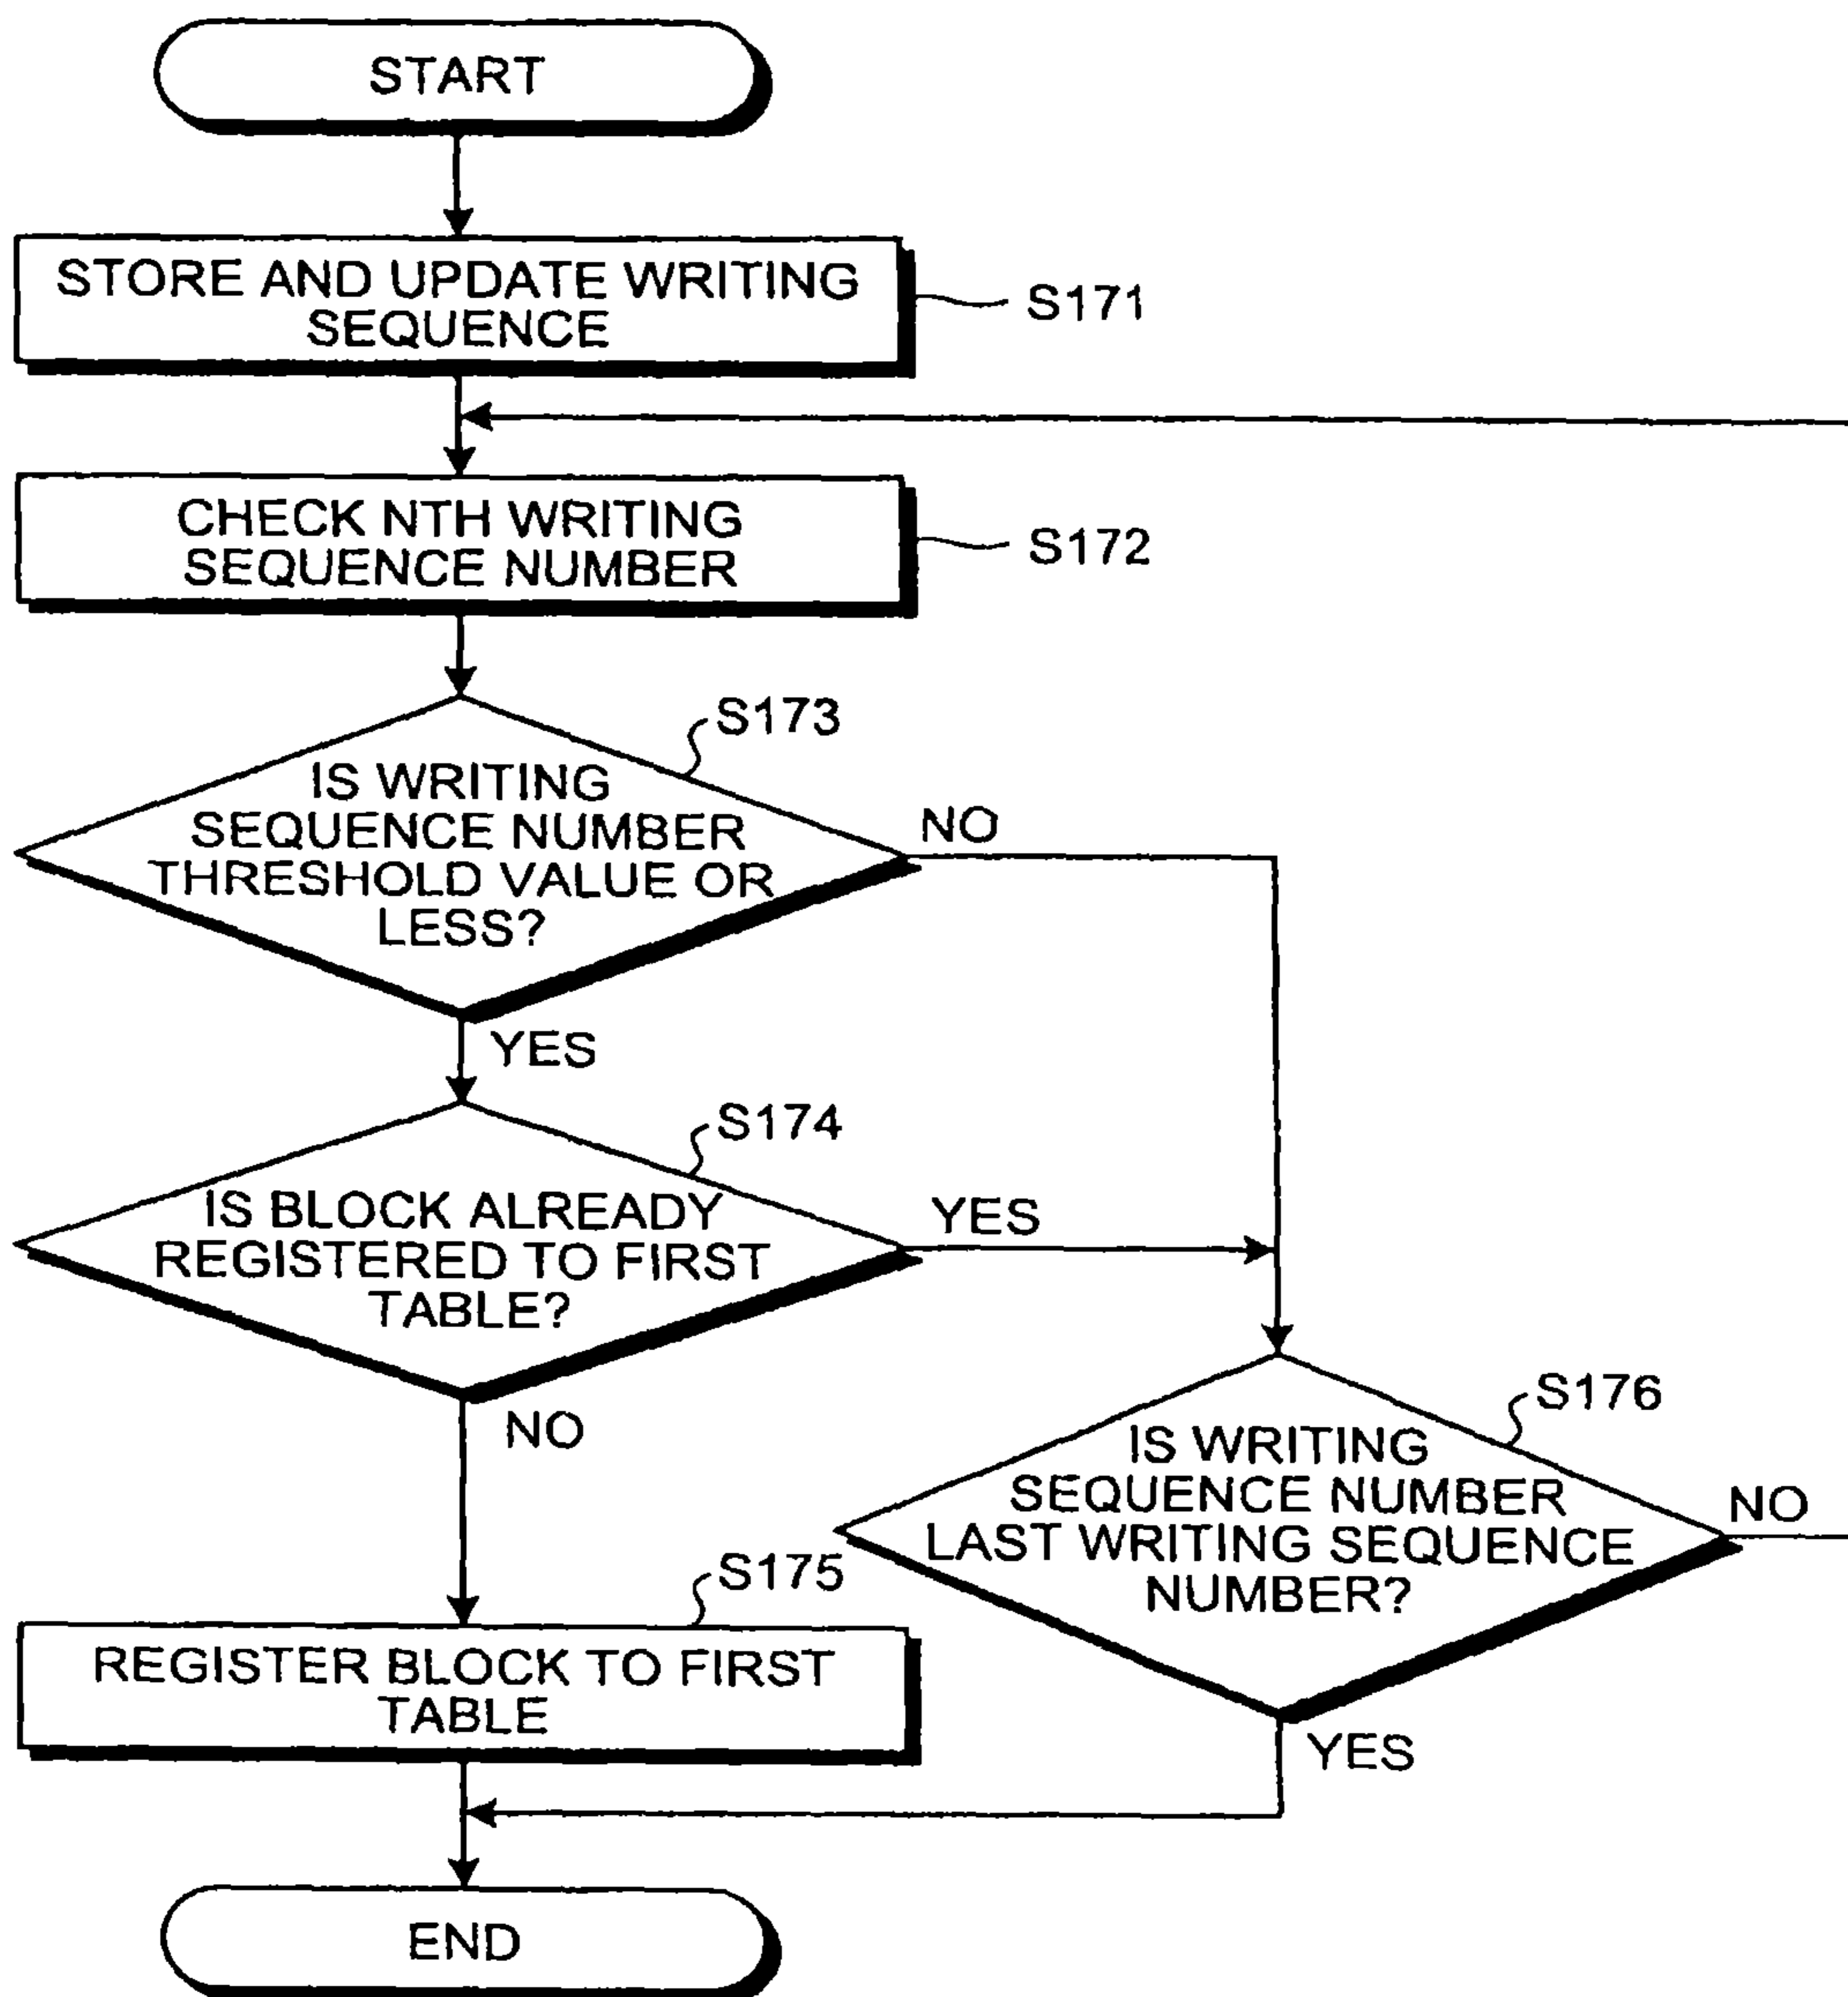 START
STORE AND UPDATE WRITING
SEQUENCE
S171
CHECK NTH WRITING
SEQUENCE NUMBER
S172
S173
IS WRITING
SEQUENCE NUMBER
THRESHOLD VALUE OR
LESS?
NO
YES
S174
IS BLOCK ALREADY
REGISTERED TO FIRST
TABLE?
YES
NO
S176
IS WRITING
SEQUENCE NUMBER
LAST WRITING SEQUENCE
NUMBER?
NO
YES
S175
REGISTER BLOCK TO FIRST
TABLE
END